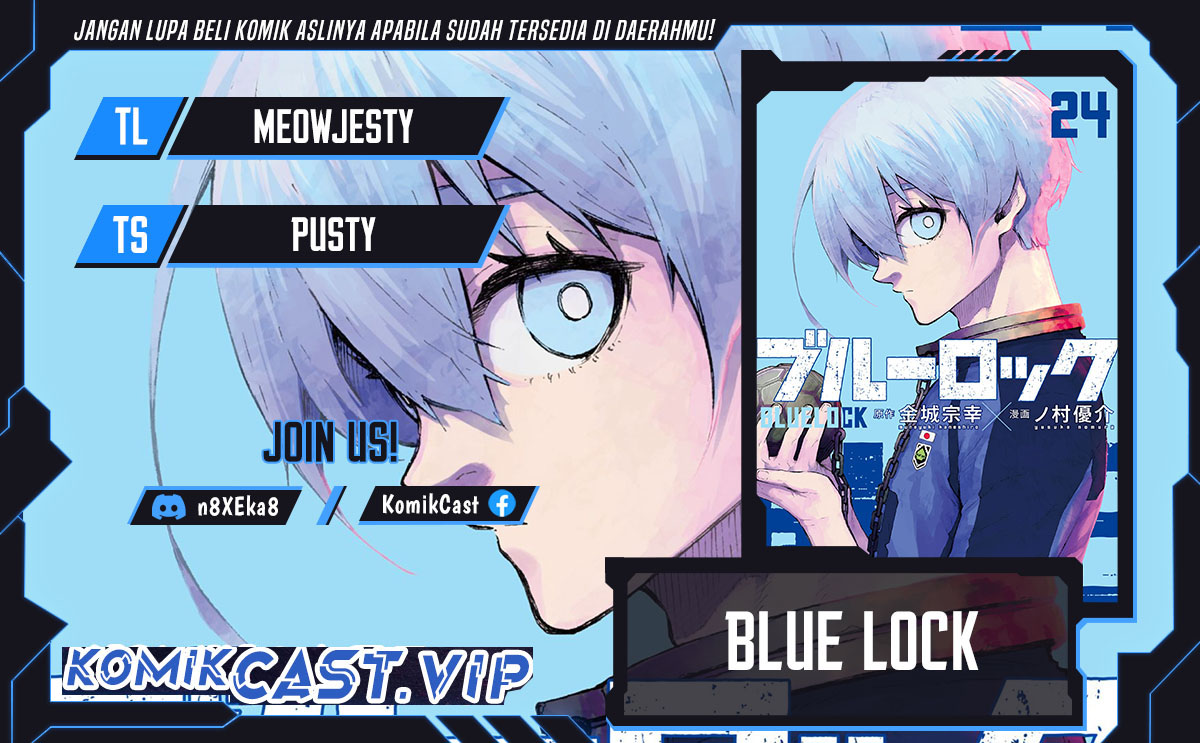 JANGAN LUPA BELI KOMIK ASLINYA APABILA SUDAH TERSEDIA DI DAERAHMU!
TL MEOWJESTY
TS PUSTY
JOIN US!
n8XEka8 / KomikCast
KOMIKCAST.VIP
24
ブルーロック
BLUELOCK 原作 金城宗幸 × 漫画 ノ村優介
BLUE LOCK